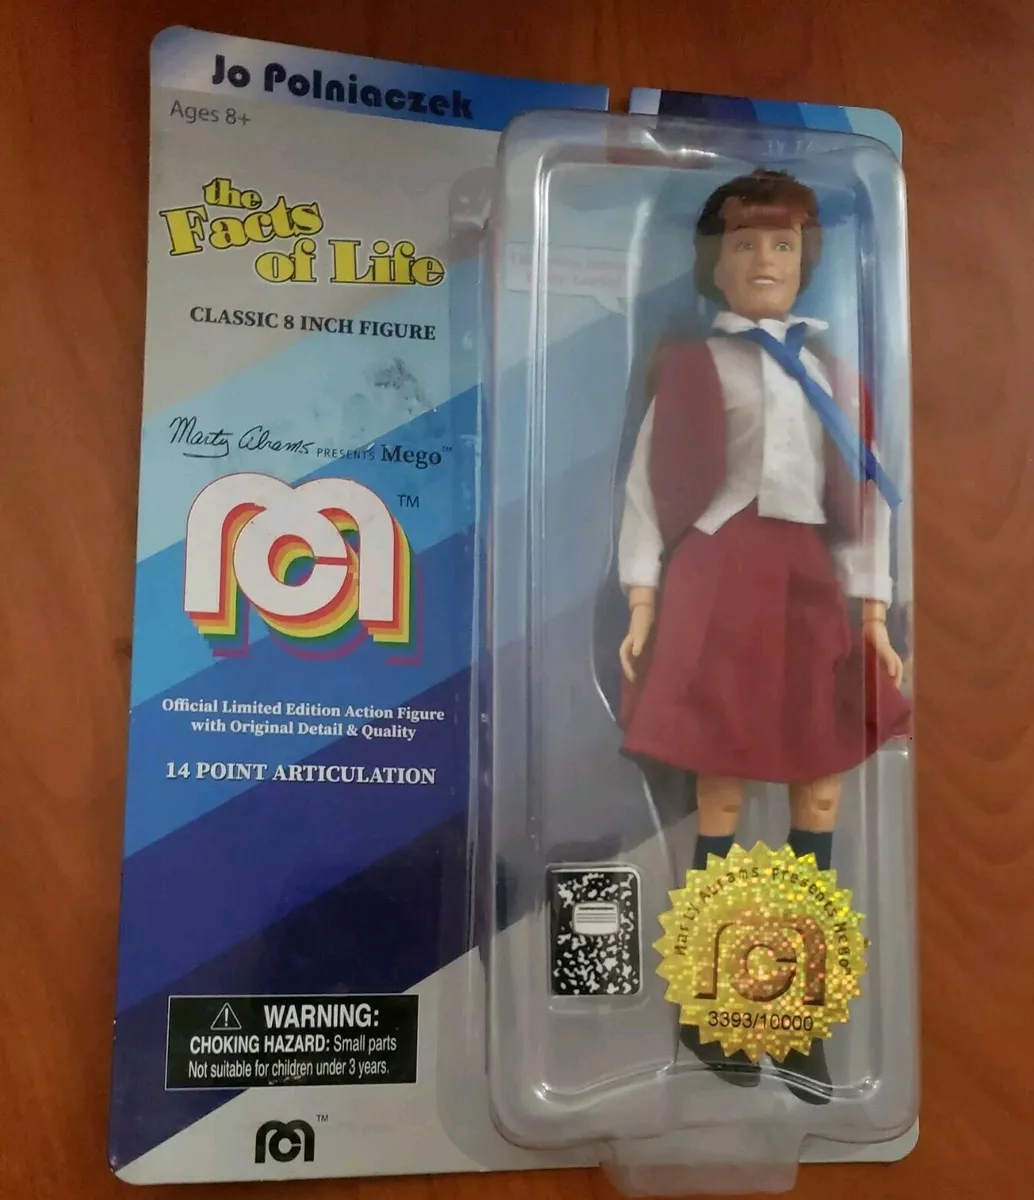 Jo Polniaczek
Ages 8+
the
Facts
of Life
CLASSIC 8 INCH FIGURE
Marty Abrams PRESENTS Mego™
TM
Official Limited Edition Action Figure
with Original Detail & Quality
14 POINT ARTICULATION
WARNING:
CHOKING HAZARD: Small parts
Not suitable for children under 3 years.
TM
Marty Abrams Presents Mego
3393/10000